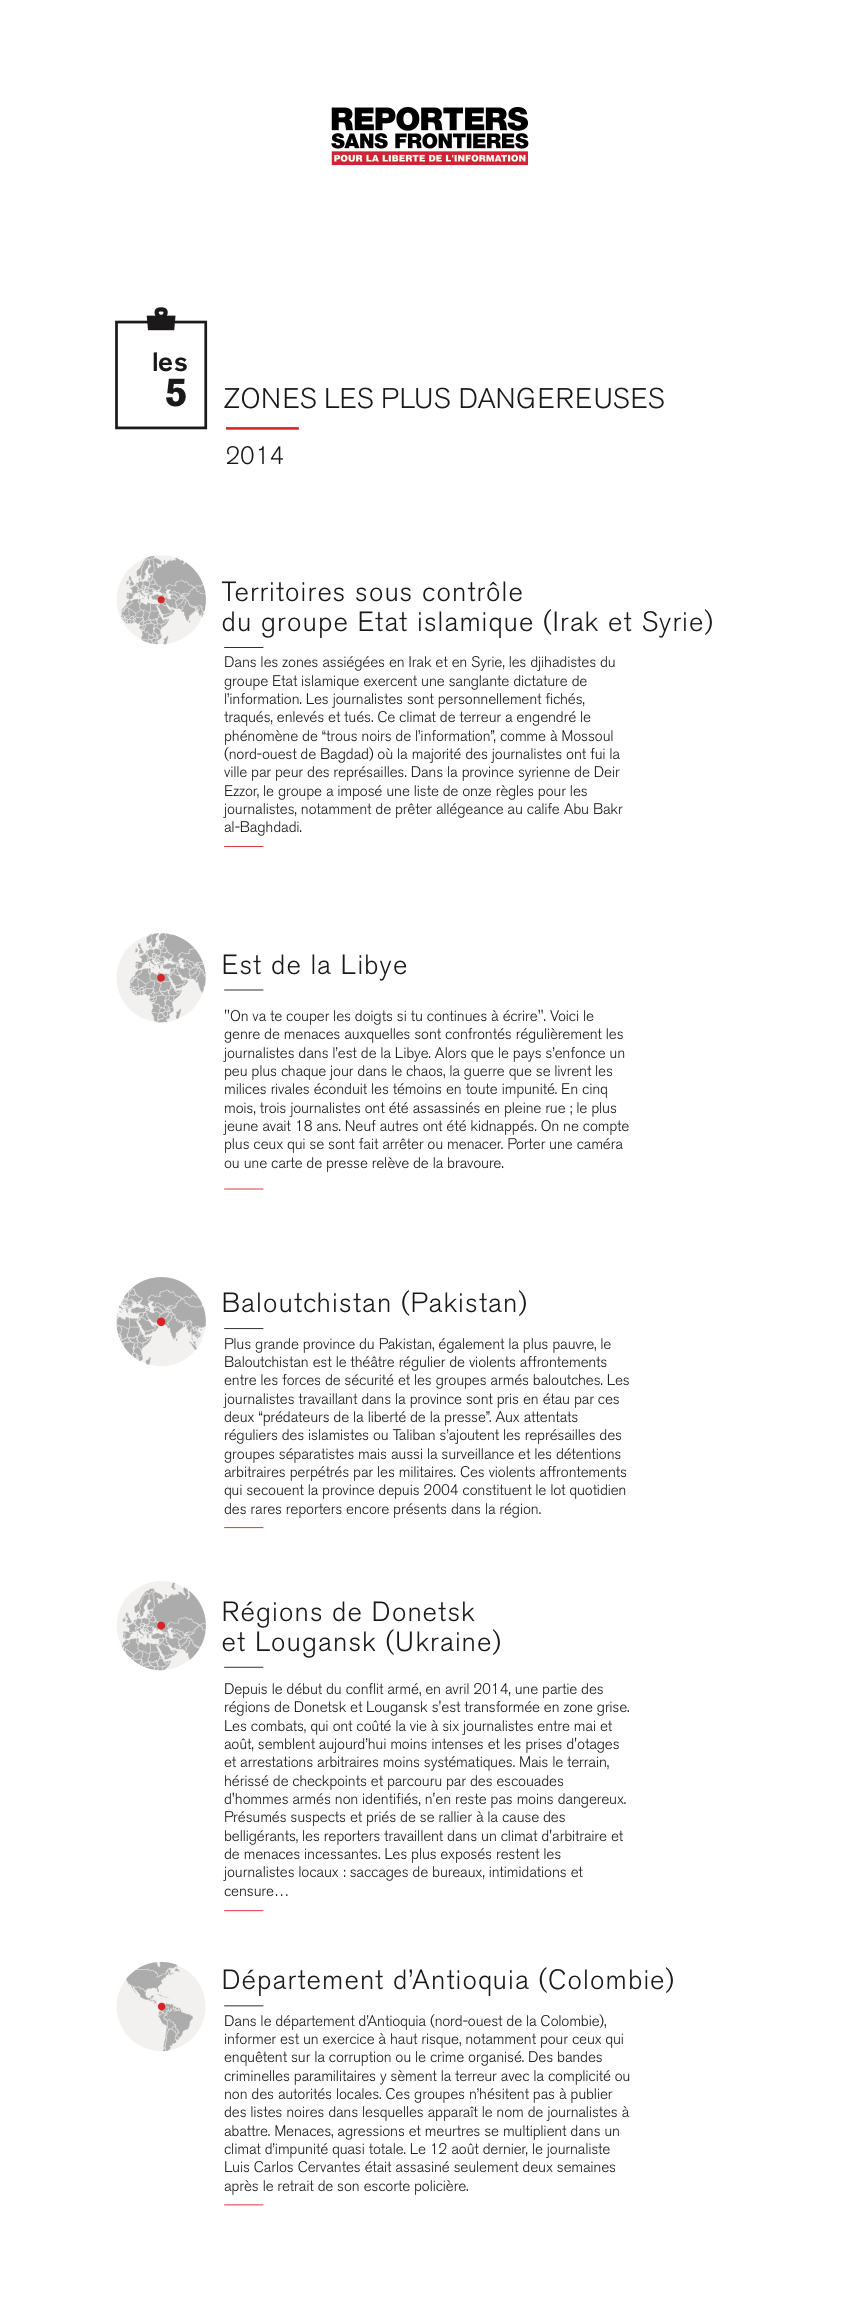 REPORTERS
SANS FRONTIERES
POUR LA LIBERTE DE L'INFORMATION
les
5
ZONES LES PLUS DANGEREUSES
2014
Territoires sous contrôle
du groupe Etat islamique (Irak et Syrie)
Dans les zones assiégées en Irak et en Syrie, les djihadistes du
groupe Etat islamique exercent une sanglante dictature de
l'information. Les journalistes sont personnellement fichés,
traqués, enlevés et tués. Ce climat de terreur a engendré le
phénomène de “trous noirs de l'information”, comme à Mossoul
(nord-ouest de Bagdad) où la majorité des journalistes ont fui la
ville par peur des représailles. Dans la province syrienne de Deir
Ezzor, le groupe a imposé une liste de onze règles pour les
journalistes, notamment de prêter allégeance au calife Abu Bakr
al-Baghdadi.
Est de la Libye
"On va te couper les doigts si tu continues à écrire". Voici le
genre de menaces auxquelles sont confrontés régulièrement les
journalistes dans l'est de la Libye. Alors que le pays s'enfonce un
peu plus chaque jour dans le chaos, la guerre que se livrent les
milices rivales éconduit les témoins en toute impunité. En cinq
mois, trois journalistes ont été assassinés en pleine rue ; le plus
jeune avait 18 ans. Neuf autres ont été kidnappés. On ne compte
plus ceux qui se sont fait arrêter ou menacer. Porter une caméra
ou une carte de presse relève de la bravoure.
Baloutchistan (Pakistan)
Plus grande province du Pakistan, également la plus pauvre, le
Baloutchistan est le théâtre régulier de violents affrontements
entre les forces de sécurité et les groupes armés baloutches. Les
journalistes travaillant dans la province sont pris en étau par ces
deux “prédateurs de la liberté de la presse”. Aux attentats
réguliers des islamistes ou Taliban s'ajoutent les représailles des
groupes séparatistes mais aussi la surveillance et les détentions
arbitraires perpétrés par les militaires. Ces violents affrontements
qui secouent la province depuis 2004 constituent le lot quotidien
des rares reporters encore présents dans la région.
Régions de Donetsk
et Lougansk (Ukraine)
Depuis le début du conflit armé, en avril 2014, une partie des
régions de Donetsk et Lougansk s'est transformée en zone grise.
Les combats, qui ont coûté la vie à six journalistes entre mai et
août, semblent aujourd'hui moins intenses et les prises d'otages
et arrestations arbitraires moins systématiques. Mais le terrain,
hérissé de checkpoints et parcouru par des escouades
d'hommes armés non identifiés, n'en reste pas moins dangereux.
Présumés suspects et priés de se rallier à la cause des
belligérants, les reporters travaillent dans un climat d'arbitraire et
de menaces incessantes. Les plus exposés restent les
journalistes locaux : saccages de bureaux, intimidations et
censure…
Département d’Antioquia (Colombie)
Dans le département d'Antioquia (nord-ouest de la Colombie),
informer est un exercice à haut risque, notamment pour ceux qui
enquêtent sur la corruption ou le crime organisé. Des bandes
criminelles paramilitaires y sèment la terreur avec la complicité ou
non des autorités locales. Ces groupes n'hésitent pas à publier
des listes noires dans lesquelles apparaît le nom de journalistes à
abattre. Menaces, agressions et meurtres se multiplient dans un
climat d'impunité quasi totale. Le 12 août dernier, le journaliste
Luis Carlos Cervantes était assasiné seulement deux semaines
après le retrait de son escorte policière.